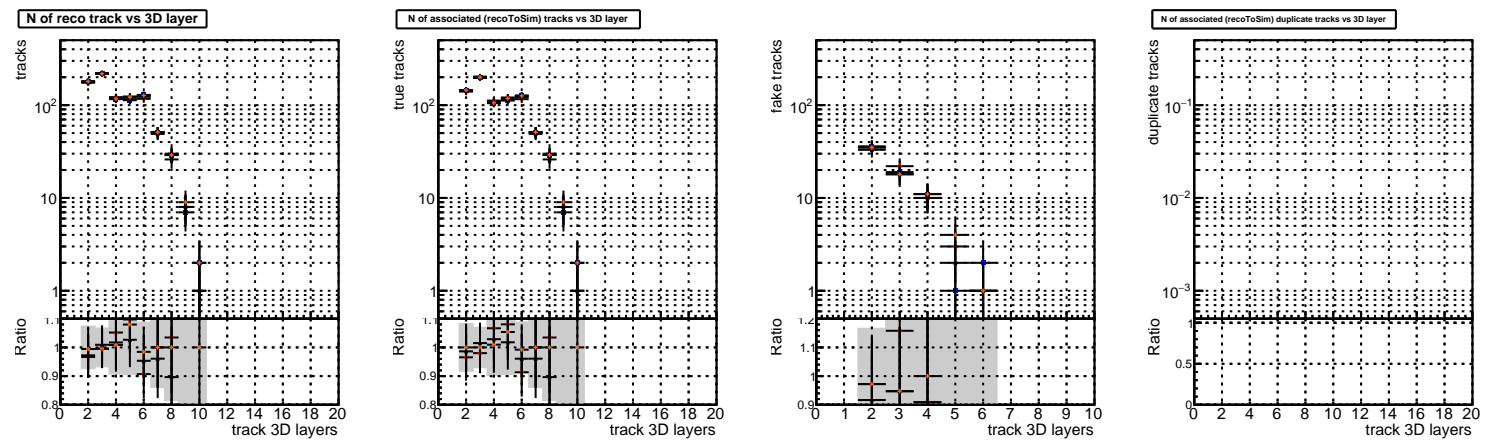 N of reco track vs 3D layer
tracks
10²
10
1
Ratio
1.1
1
0.9
0.8
0 2 4 6 8 10 12 14 16 18 20
track 3D layers
N of associated (recoToSim) tracks vs 3D layer
true tracks
10²
10
1
Ratio
1.1
1
0.9
0.8
0 2 4 6 8 10 12 14 16 18 20
track 3D layers
fake tracks
10²
10
1
Ratio
1.2
1.1
1
0.9
0 1 2 3 4 5 6 7 8 9 10
track 3D layers
N of associated (recoToSim) duplicate tracks vs 3D layer
duplicate tracks
10⁻¹
10⁻²
10⁻³
Ratio
1
0.5
0
0 2 4 6 8 10 12 14 16 18 20
track 3D layers